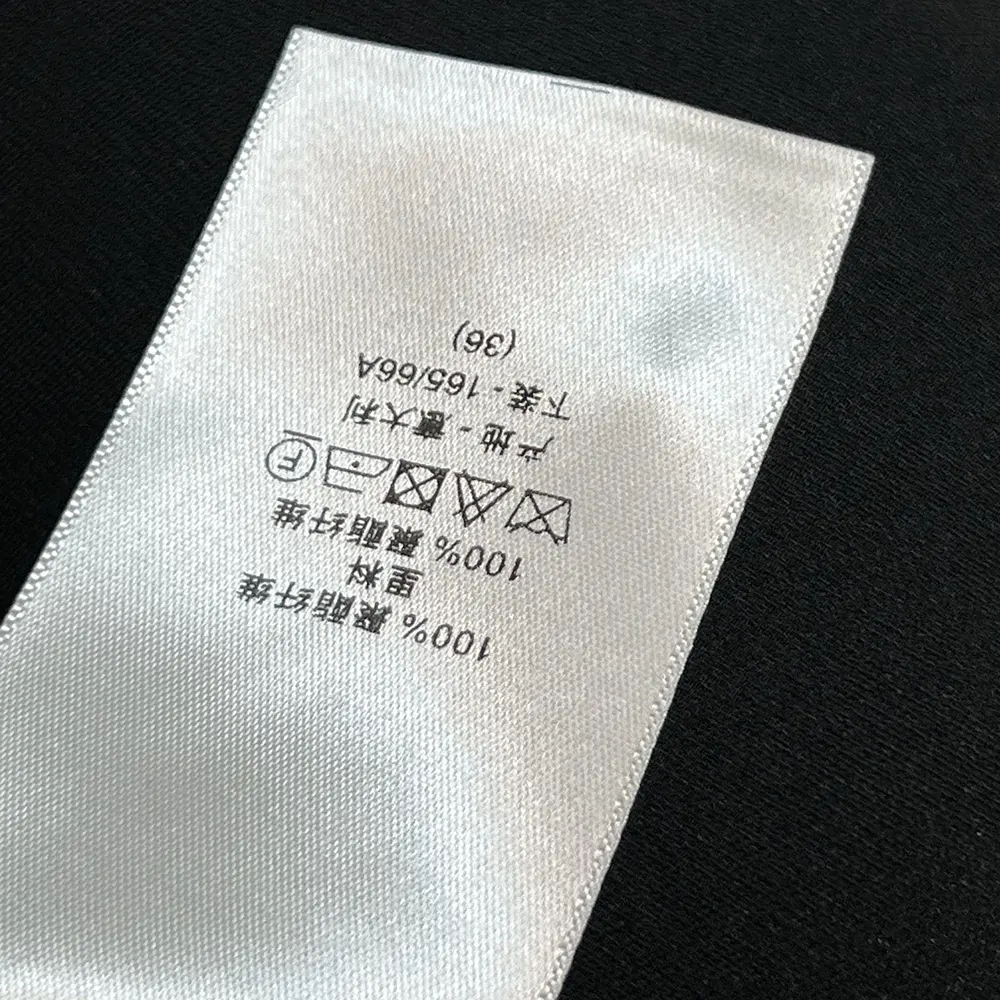 100% 聚酯纤维
里料
100% 聚酯纤维
F
产地 - 意大利
下装 - 165/66A
(36)